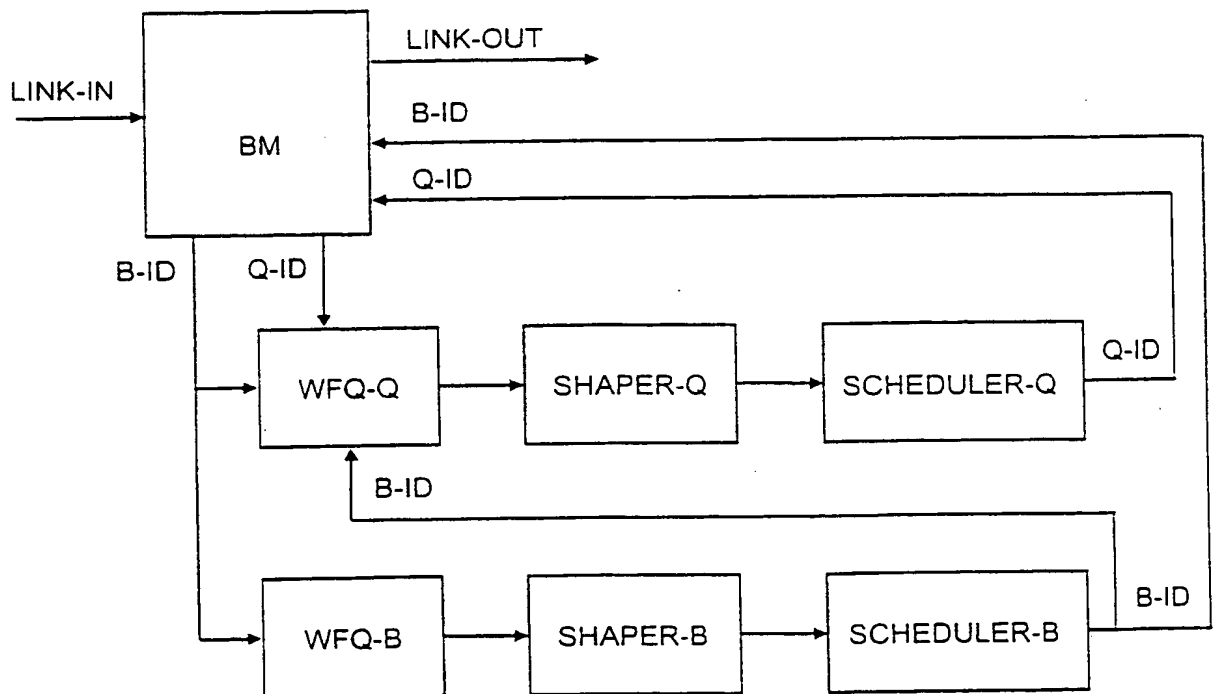 LINK-OUT
LINK-IN
B-ID
BM
Q-ID
B-ID
Q-ID
Q-ID
WFQ-Q
SHAPER-Q
SCHEDULER-Q
B-ID
B-ID
WFQ-B
SHAPER-B
SCHEDULER-B